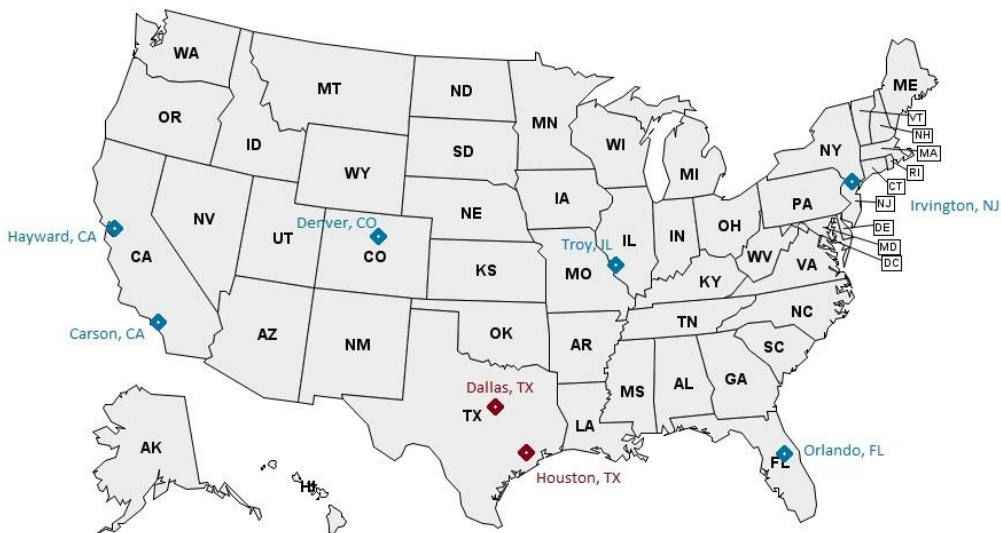 WA
MT
ND
MN
ME
VT
OR
NH
ID
SD
WI
NY
MA
MI
RI
WY
CT
IA
NJ
Irvington, NJ
PA
NE
NV
Denver, CO
OH
DE
Hayward, CA
UT
Troy, IL
IL
IN
MD
CA
CO
WV
DC
KS
MO
VA
KY
Carson, CA
NC
TN
AZ
NM
OK
AR
SC
Dallas, TX
MS
AL
GA
TX
LA
AK
Orlando, FL
FL
Houston, TX
HI